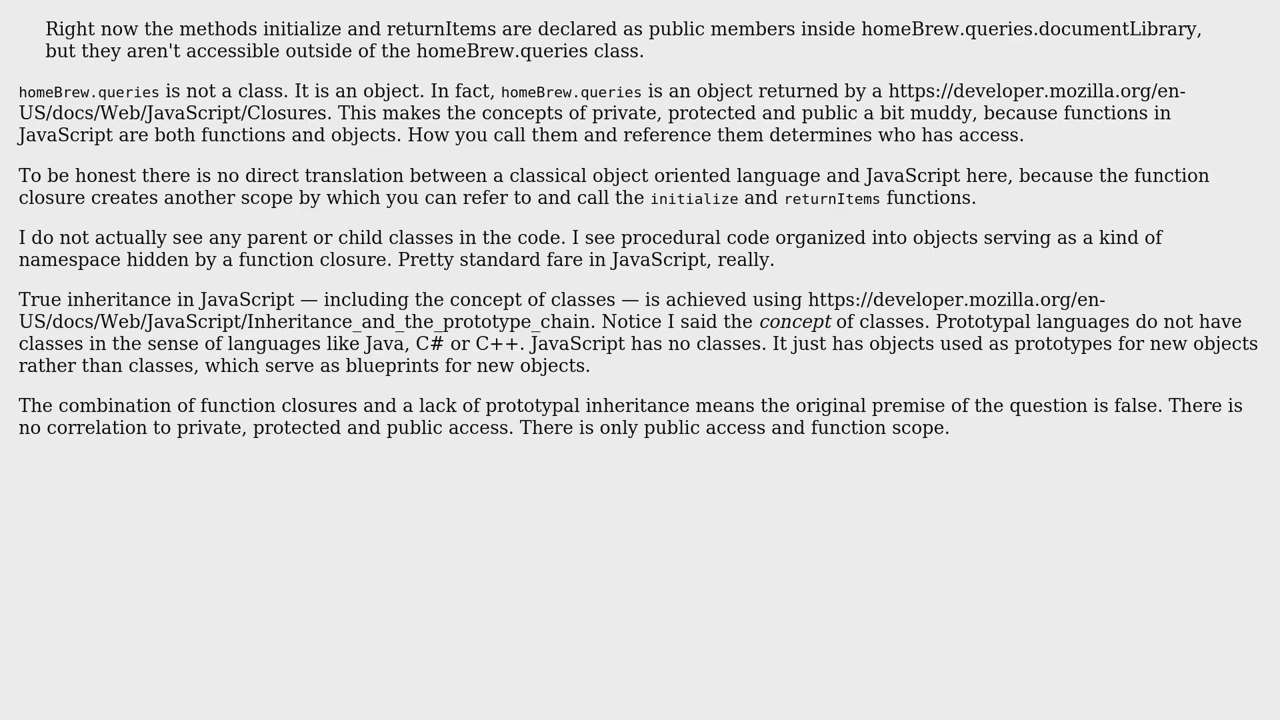 Right now the methods initialize and returnItems are declared as public members inside homeBrew.queries.documentLibrary,
but they aren't accessible outside of the homeBrew.queries class.
homeBrew.queries is not a class. It is an object. In fact, homeBrew.queries is an object returned by a https://developer.mozilla.org/en-
US/docs/Web/JavaScript/Closures. This makes the concepts of private, protected and public a bit muddy, because functions in
JavaScript are both functions and objects. How you call them and reference them determines who has access.
To be honest there is no direct translation between a classical object oriented language and JavaScript here, because the function
closure creates another scope by which you can refer to and call the initialize and returnItems functions.
I do not actually see any parent or child classes in the code. I see procedural code organized into objects serving as a kind of
namespace hidden by a function closure. Pretty standard fare in JavaScript, really.
True inheritance in JavaScript — including the concept of classes — is achieved using https://developer.mozilla.org/en-
US/docs/Web/JavaScript/Inheritance_and_the_prototype_chain. Notice I said the concept of classes. Prototypal languages do not have
classes in the sense of languages like Java, C# or C++. JavaScript has no classes. It just has objects used as prototypes for new objects
rather than classes, which serve as blueprints for new objects.
The combination of function closures and a lack of prototypal inheritance means the original premise of the question is false. There is
no correlation to private, protected and public access. There is only public access and function scope.